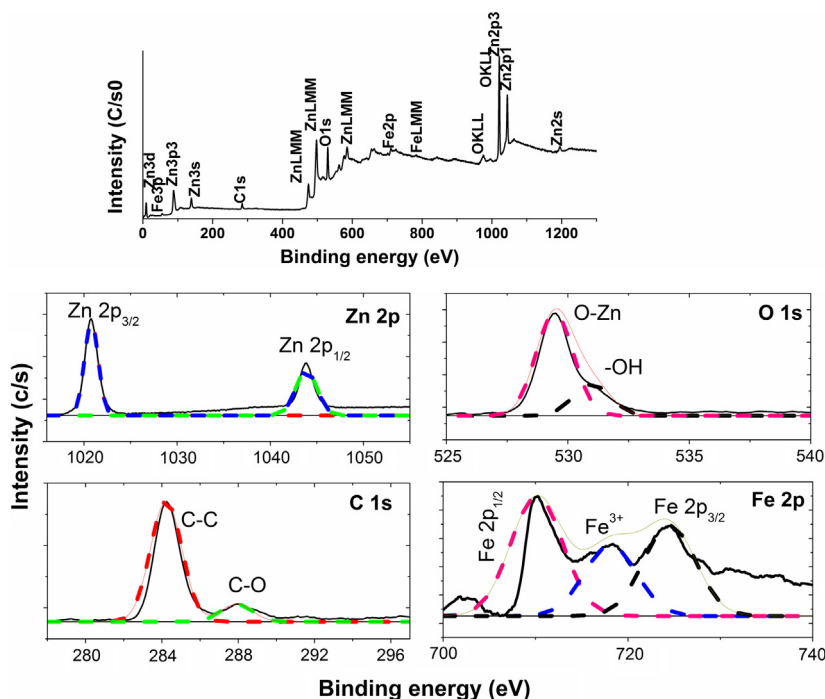 Intensity (C/s0
Zn3d
Fe3p
Zn3p3
Zn3s
C1s
ZnLMM
ZnLMM
O1s
ZnLMM
Fe2p
FeLMM
OKLL
OKLL
Zn2p3
Zn2p1
Zn2s
0 200 400 600 800 1000 1200
Binding energy (eV)
Intensity (c/s)
Zn 2p3/2
Zn 2p1/2
Zn 2p
1020 1030 1040 1050
O-Zn
-OH
O 1s
525 530 535 540
C-C
C-O
C 1s
280 284 288 292 296
Fe 2p1/2
Fe3+
Fe 2p3/2
Fe 2p
700 720 740
Binding energy (eV)